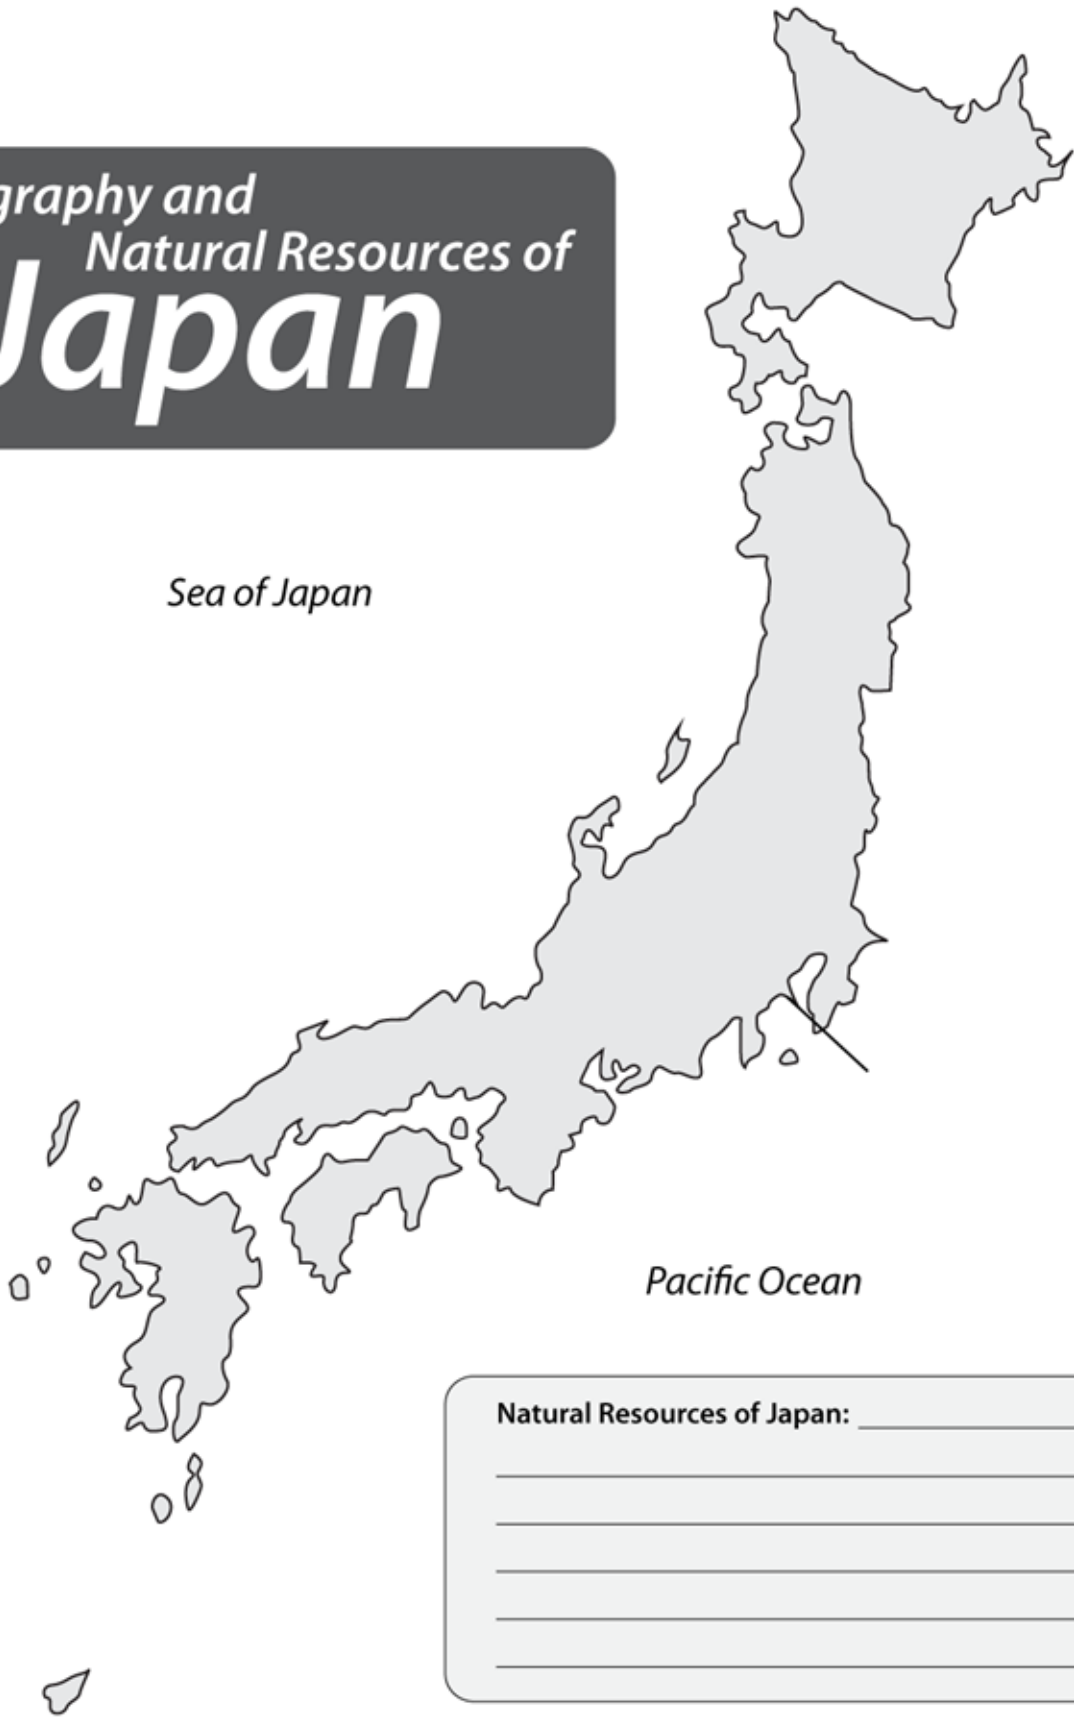 graphy and
Natural Resources of
Japan
Sea of Japan
Pacific Ocean
Natural Resources of Japan: